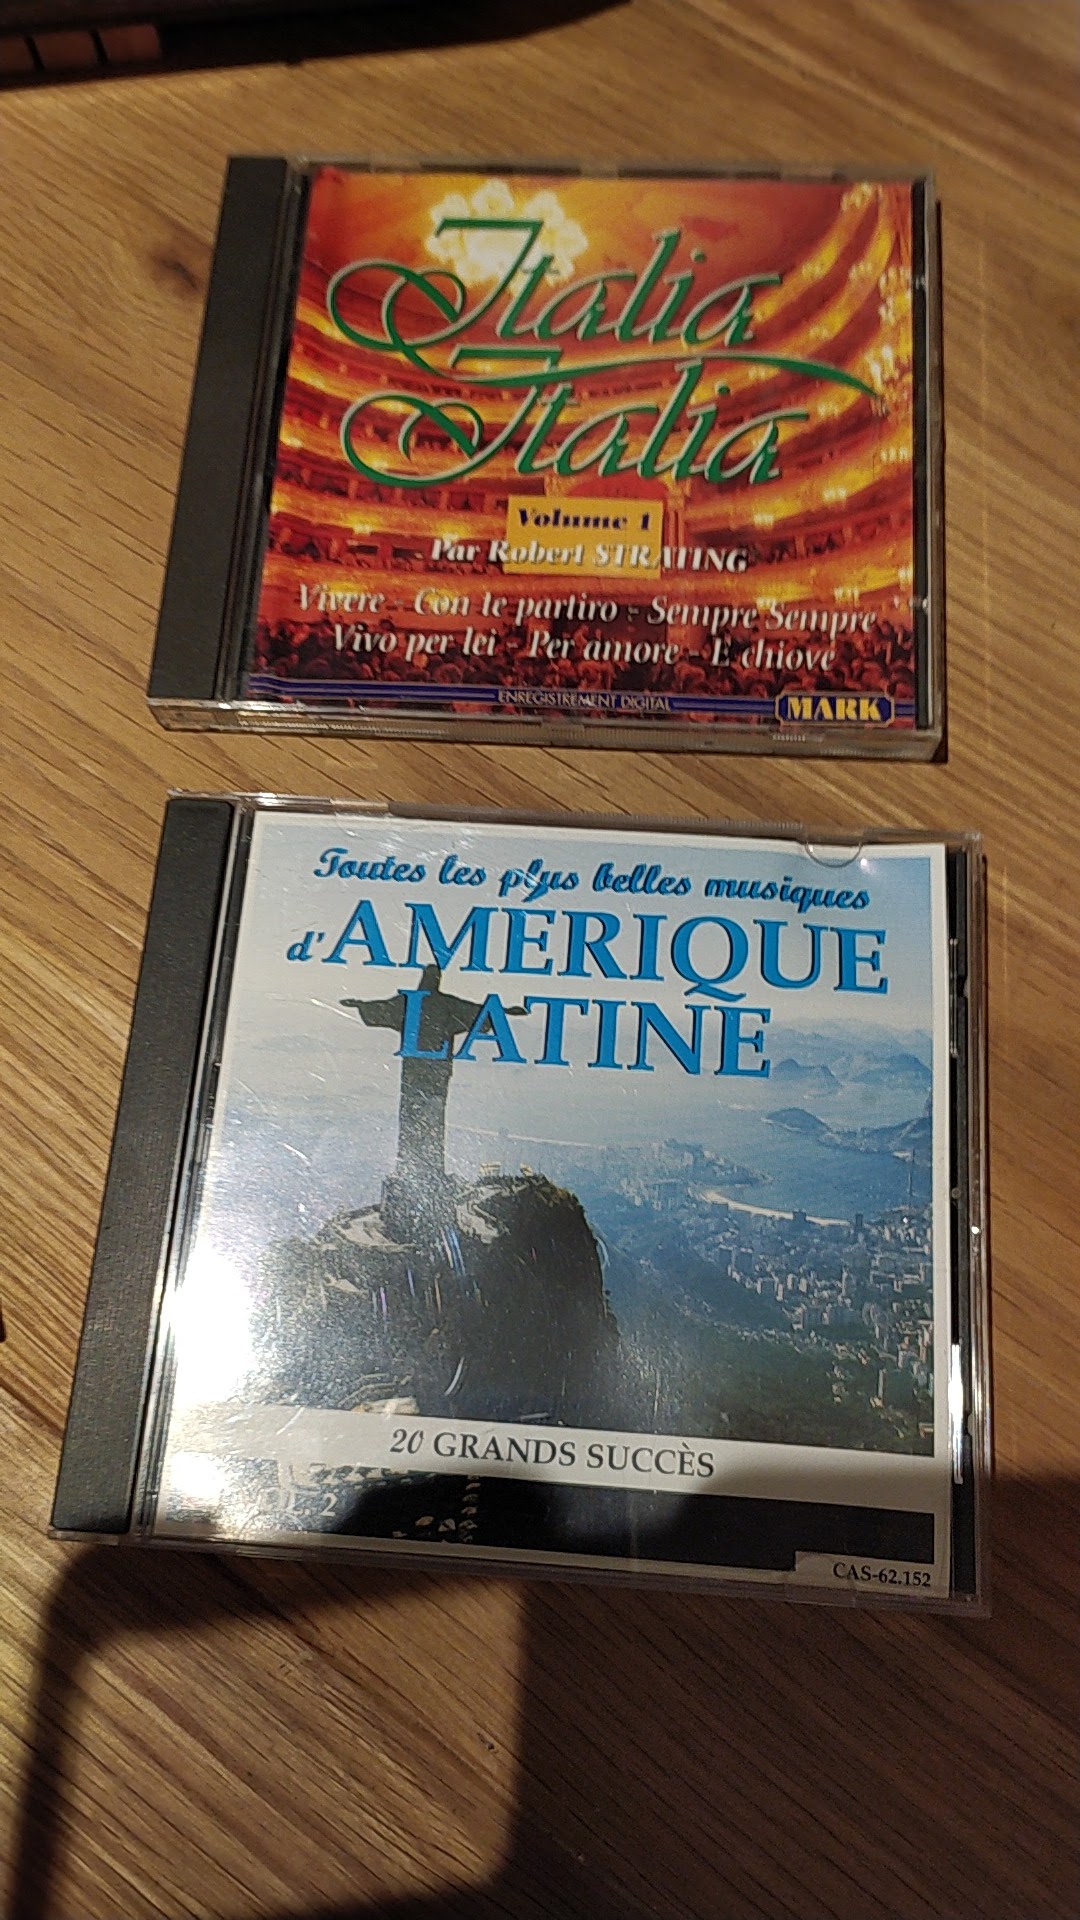 Italia
Italia
Volume 1
Par Robert STRATING
Vivere - Con te partiro - Sempre Sempre
Vivo per lei - Per amore - E chiove
ENREGISTREMENT DIGITAL
MARK
Toutes les plus belles musiques
d'AMERIQUE
LATINE
20 GRANDS SUCCÈS
2
CAS-62.152